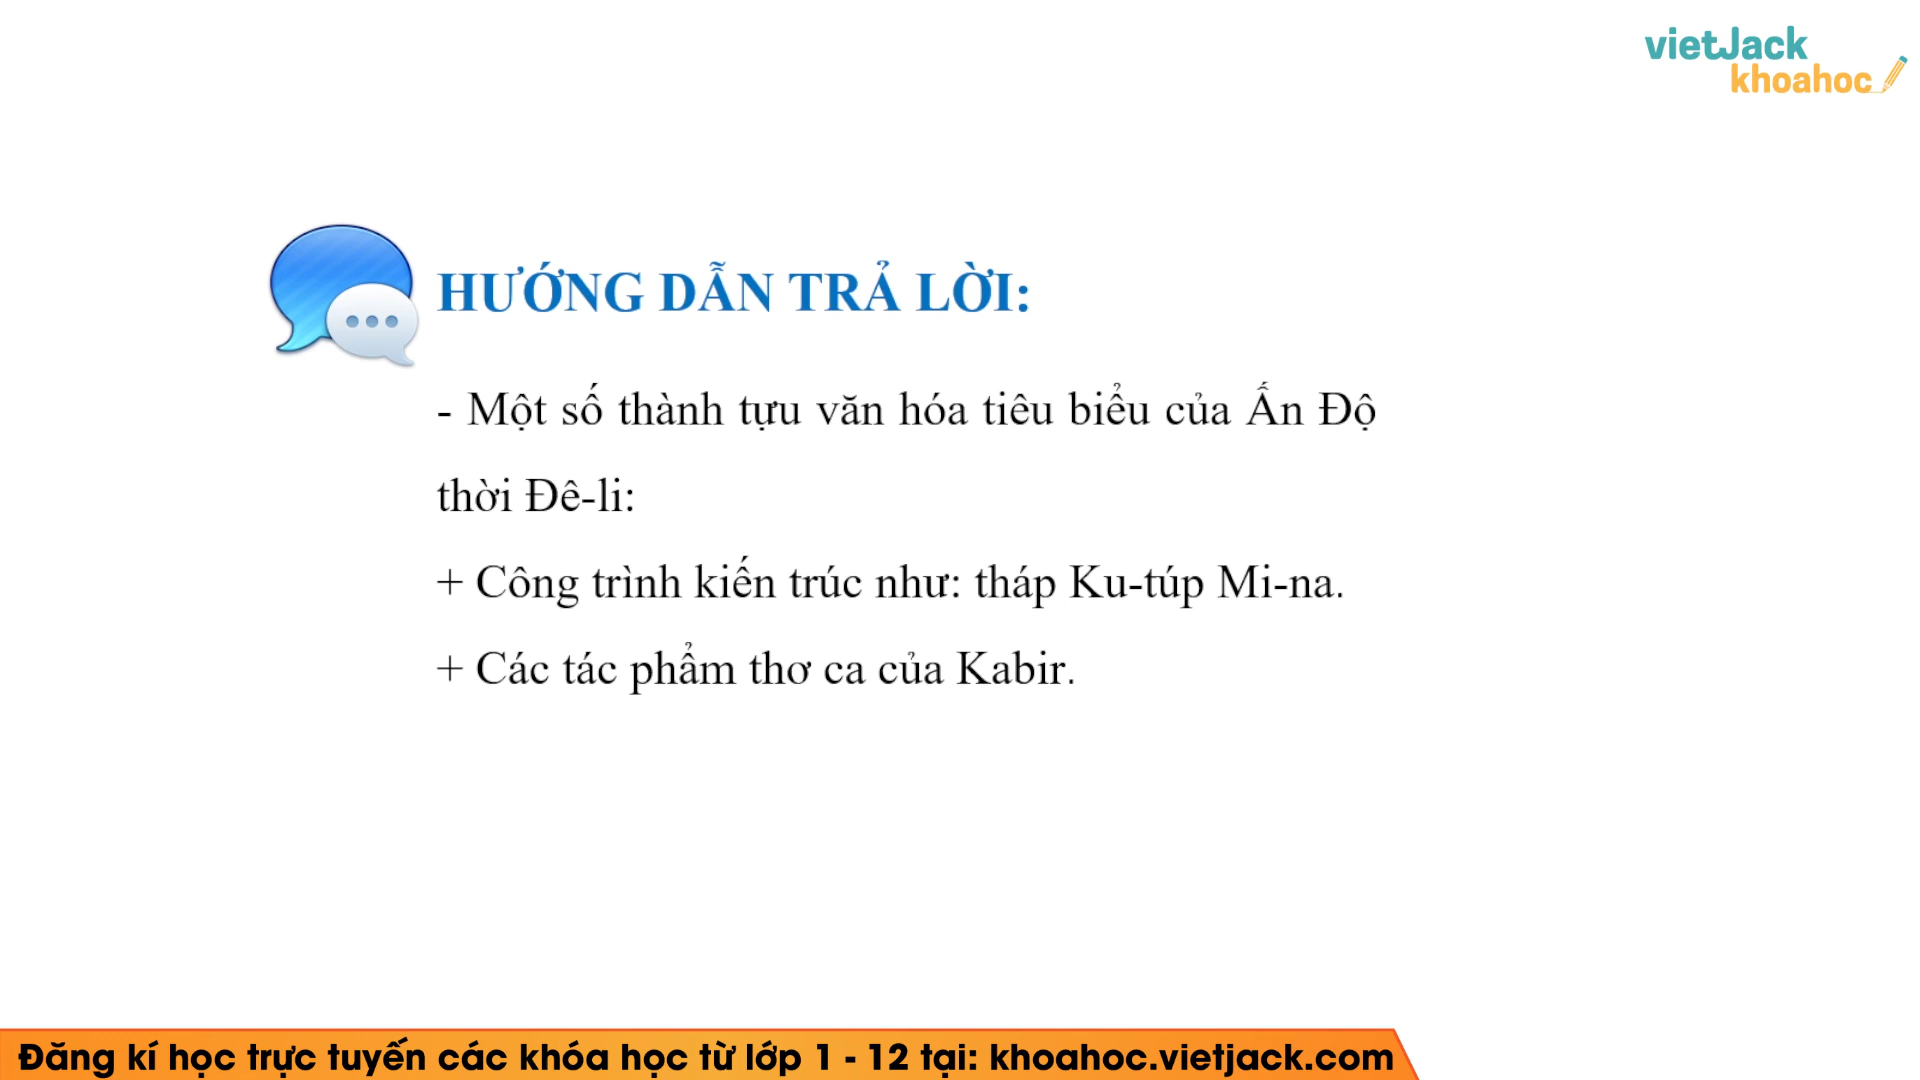 vietJack
khoahoc
HƯỚNG DẪN TRẢ LỜI:
- Một số thành tựu văn hóa tiêu biểu của Ấn Độ
thời Đê-li:
+ Công trình kiến trúc như: tháp Ku-túp Mi-na.
+ Các tác phẩm thơ ca của Kabir.
Đăng kí học trực tuyến các khóa học từ lớp 1 - 12 tại: khoahoc.vietjack.com